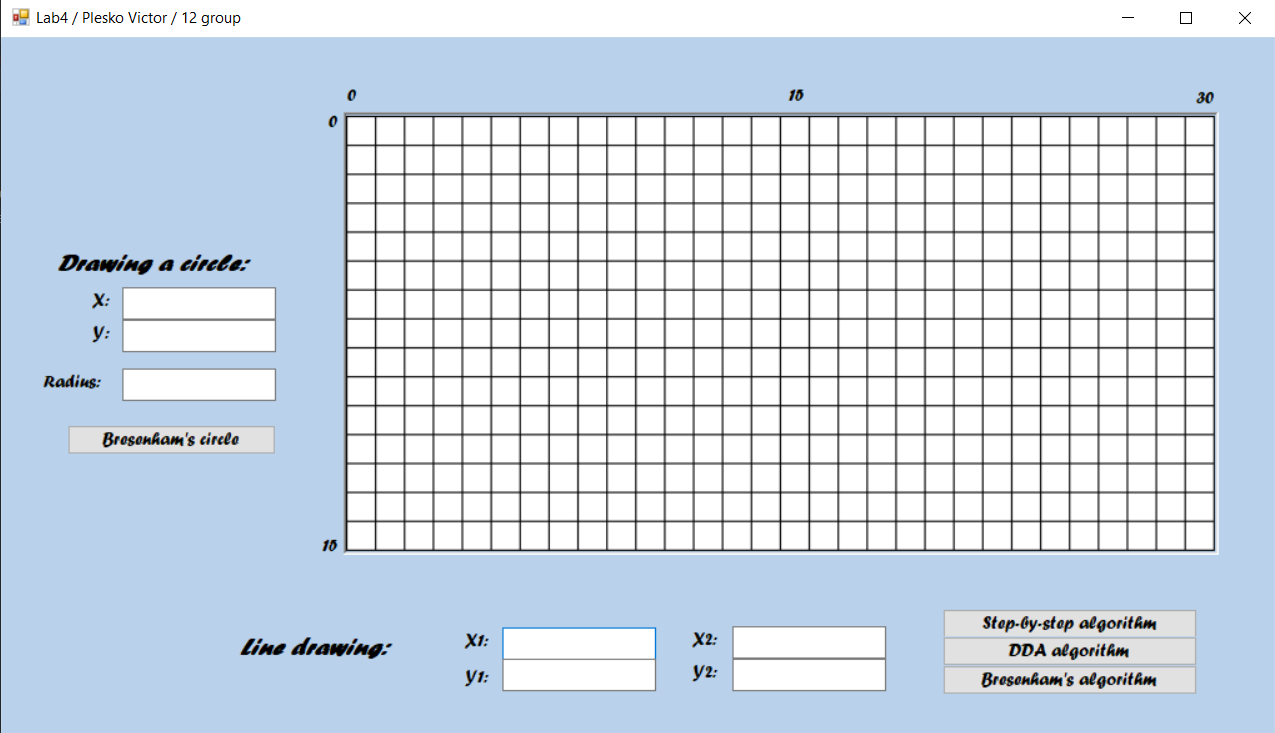 Lab4 / Plesko Victor / 12 group
0 15 30
0
Drawing a circle:
X:
Y:
Radius:
Bresenham's circle
15
Line drawing:
X1:
Y1:
X2:
Y2:
Step-by-step algorithm
DDA algorithm
Bresenham's algorithm